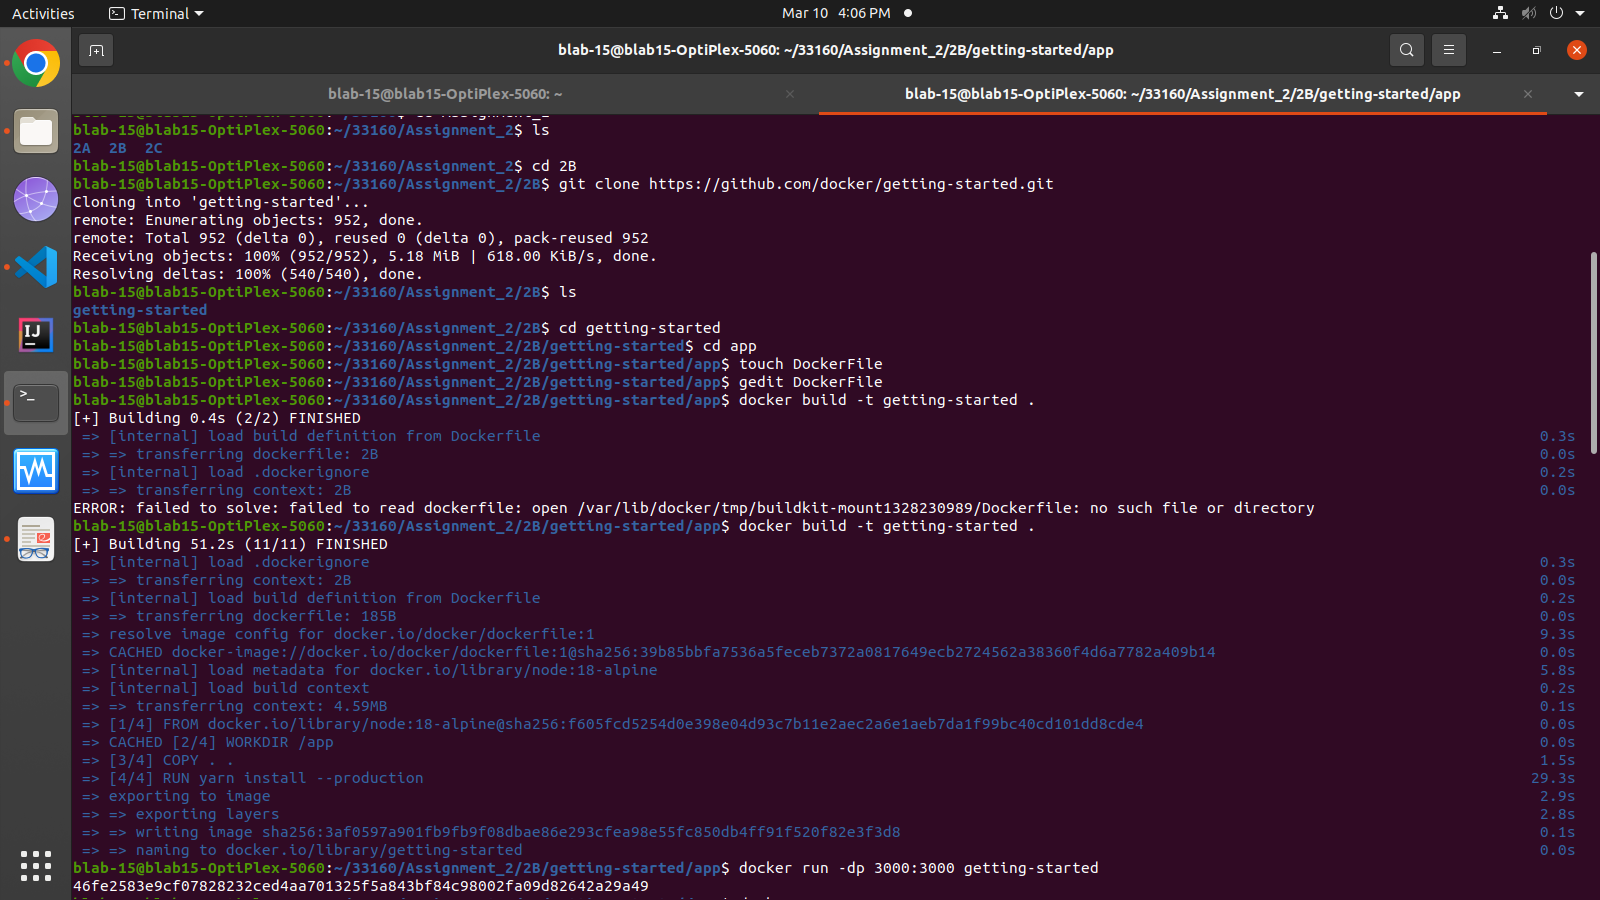 Activities
Terminal
Mar 10 4:06 PM
blab-15@blab15-OptiPlex-5060: ~/33160/Assignment_2/2B/getting-started/app
blab-15@blab15-OptiPlex-5060: ~
blab-15@blab15-OptiPlex-5060: ~/33160/Assignment_2/2B/getting-started/app
blab-15@blab15-OptiPlex-5060:~/33160/Assignment_2$ ls
2A 2B 2C
blab-15@blab15-OptiPlex-5060:~/33160/Assignment_2$ cd 2B
blab-15@blab15-OptiPlex-5060:~/33160/Assignment_2/2B$ git clone https://github.com/docker/getting-started.git
Cloning into 'getting-started'...
remote: Enumerating objects: 952, done.
remote: Total 952 (delta 0), reused 0 (delta 0), pack-reused 952
Receiving objects: 100% (952/952), 5.18 MiB | 618.00 KiB/s, done.
Resolving deltas: 100% (540/540), done.
blab-15@blab15-OptiPlex-5060:~/33160/Assignment_2/2B$ ls
getting-started
blab-15@blab15-OptiPlex-5060:~/33160/Assignment_2/2B$ cd getting-started
blab-15@blab15-OptiPlex-5060:~/33160/Assignment_2/2B/getting-started$ cd app
blab-15@blab15-OptiPlex-5060:~/33160/Assignment_2/2B/getting-started/app$ touch DockerFile
blab-15@blab15-OptiPlex-5060:~/33160/Assignment_2/2B/getting-started/app$ gedit DockerFile
blab-15@blab15-OptiPlex-5060:~/33160/Assignment_2/2B/getting-started/app$ docker build -t getting-started .
[+] Building 0.4s (2/2) FINISHED
=> [internal] load build definition from Dockerfile 0.3s
=> => transferring dockerfile: 2B 0.0s
=> [internal] load .dockerignore 0.2s
=> => transferring context: 2B 0.0s
ERROR: failed to solve: failed to read dockerfile: open /var/lib/docker/tmp/buildkit-mount1328230989/Dockerfile: no such file or directory
blab-15@blab15-OptiPlex-5060:~/33160/Assignment_2/2B/getting-started/app$ docker build -t getting-started .
[+] Building 51.2s (11/11) FINISHED
=> [internal] load .dockerignore 0.3s
=> => transferring context: 2B 0.0s
=> [internal] load build definition from Dockerfile 0.2s
=> => transferring dockerfile: 185B 0.0s
=> resolve image config for docker.io/docker/dockerfile:1 9.3s
=> CACHED docker-image://docker.io/docker/dockerfile:1@sha256:39b85bbfa7536a5feceb7372a0817649ecb2724562a38360f4d6a7782a409b14 0.0s
=> [internal] load metadata for docker.io/library/node:18-alpine 5.8s
=> [internal] load build context 0.2s
=> => transferring context: 4.59MB 0.1s
=> [1/4] FROM docker.io/library/node:18-alpine@sha256:f605fcd5254d0e398e04d93c7b11e2aec2a6e1aeb7da1f99bc40cd101dd8cde4 0.0s
=> CACHED [2/4] WORKDIR /app 0.0s
=> [3/4] COPY . . 1.5s
=> [4/4] RUN yarn install --production 29.3s
=> exporting to image 2.9s
=> => exporting layers 2.8s
=> => writing image sha256:3af0597a901fb9fb9f08dbae86e293cfea98e55fc850db4ff91f520f82e3f3d8 0.1s
=> => naming to docker.io/library/getting-started 0.0s
blab-15@blab15-OptiPlex-5060:~/33160/Assignment_2/2B/getting-started/app$ docker run -dp 3000:3000 getting-started
46fe2583e9cf07828232ced4aa701325f5a843bf84c98002fa09d82642a29a49